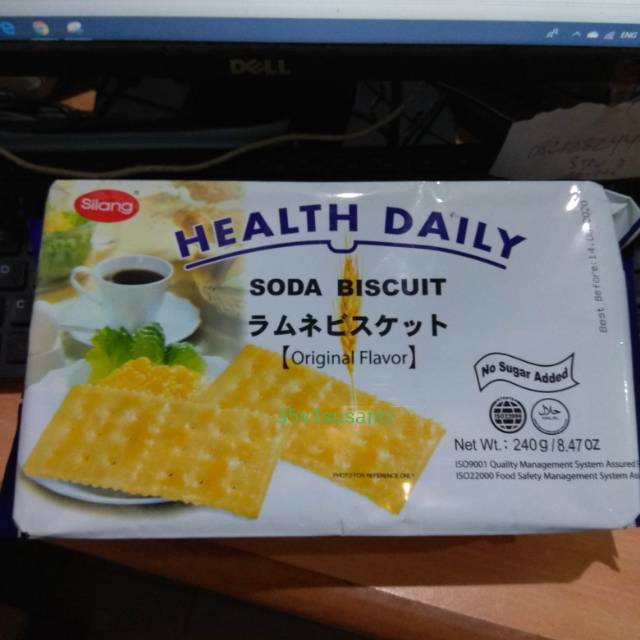 ENG
DELL
Silang
HEALTH DAILY
SODA BISCUIT
ラムネビスケット
【Original Flavor】
No Sugar Added
PHOTO FOR REFERENCE ONLY
Net Wt.: 240g/8.47OZ
ISO9001 Quality Management System Assured
ISO22000 Food Safety Management System As